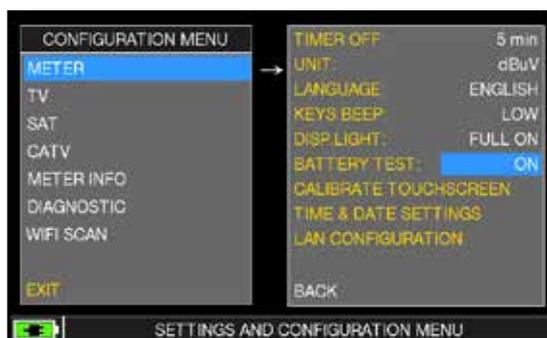 CONFIGURATION MENU
METER
TV
SAT
CATV
METER INFO
DIAGNOSTIC
WIFI SCAN
EXIT
→
TIMER OFF 5 min
UNIT: dBuV
LANGUAGE ENGLISH
KEYS BEEP LOW
DISP.LIGHT: FULL ON
BATTERY TEST: ON
CALIBRATE TOUCHSCREEN
TIME & DATE SETTINGS
LAN CONFIGURATION
BACK
SETTINGS AND CONFIGURATION MENU